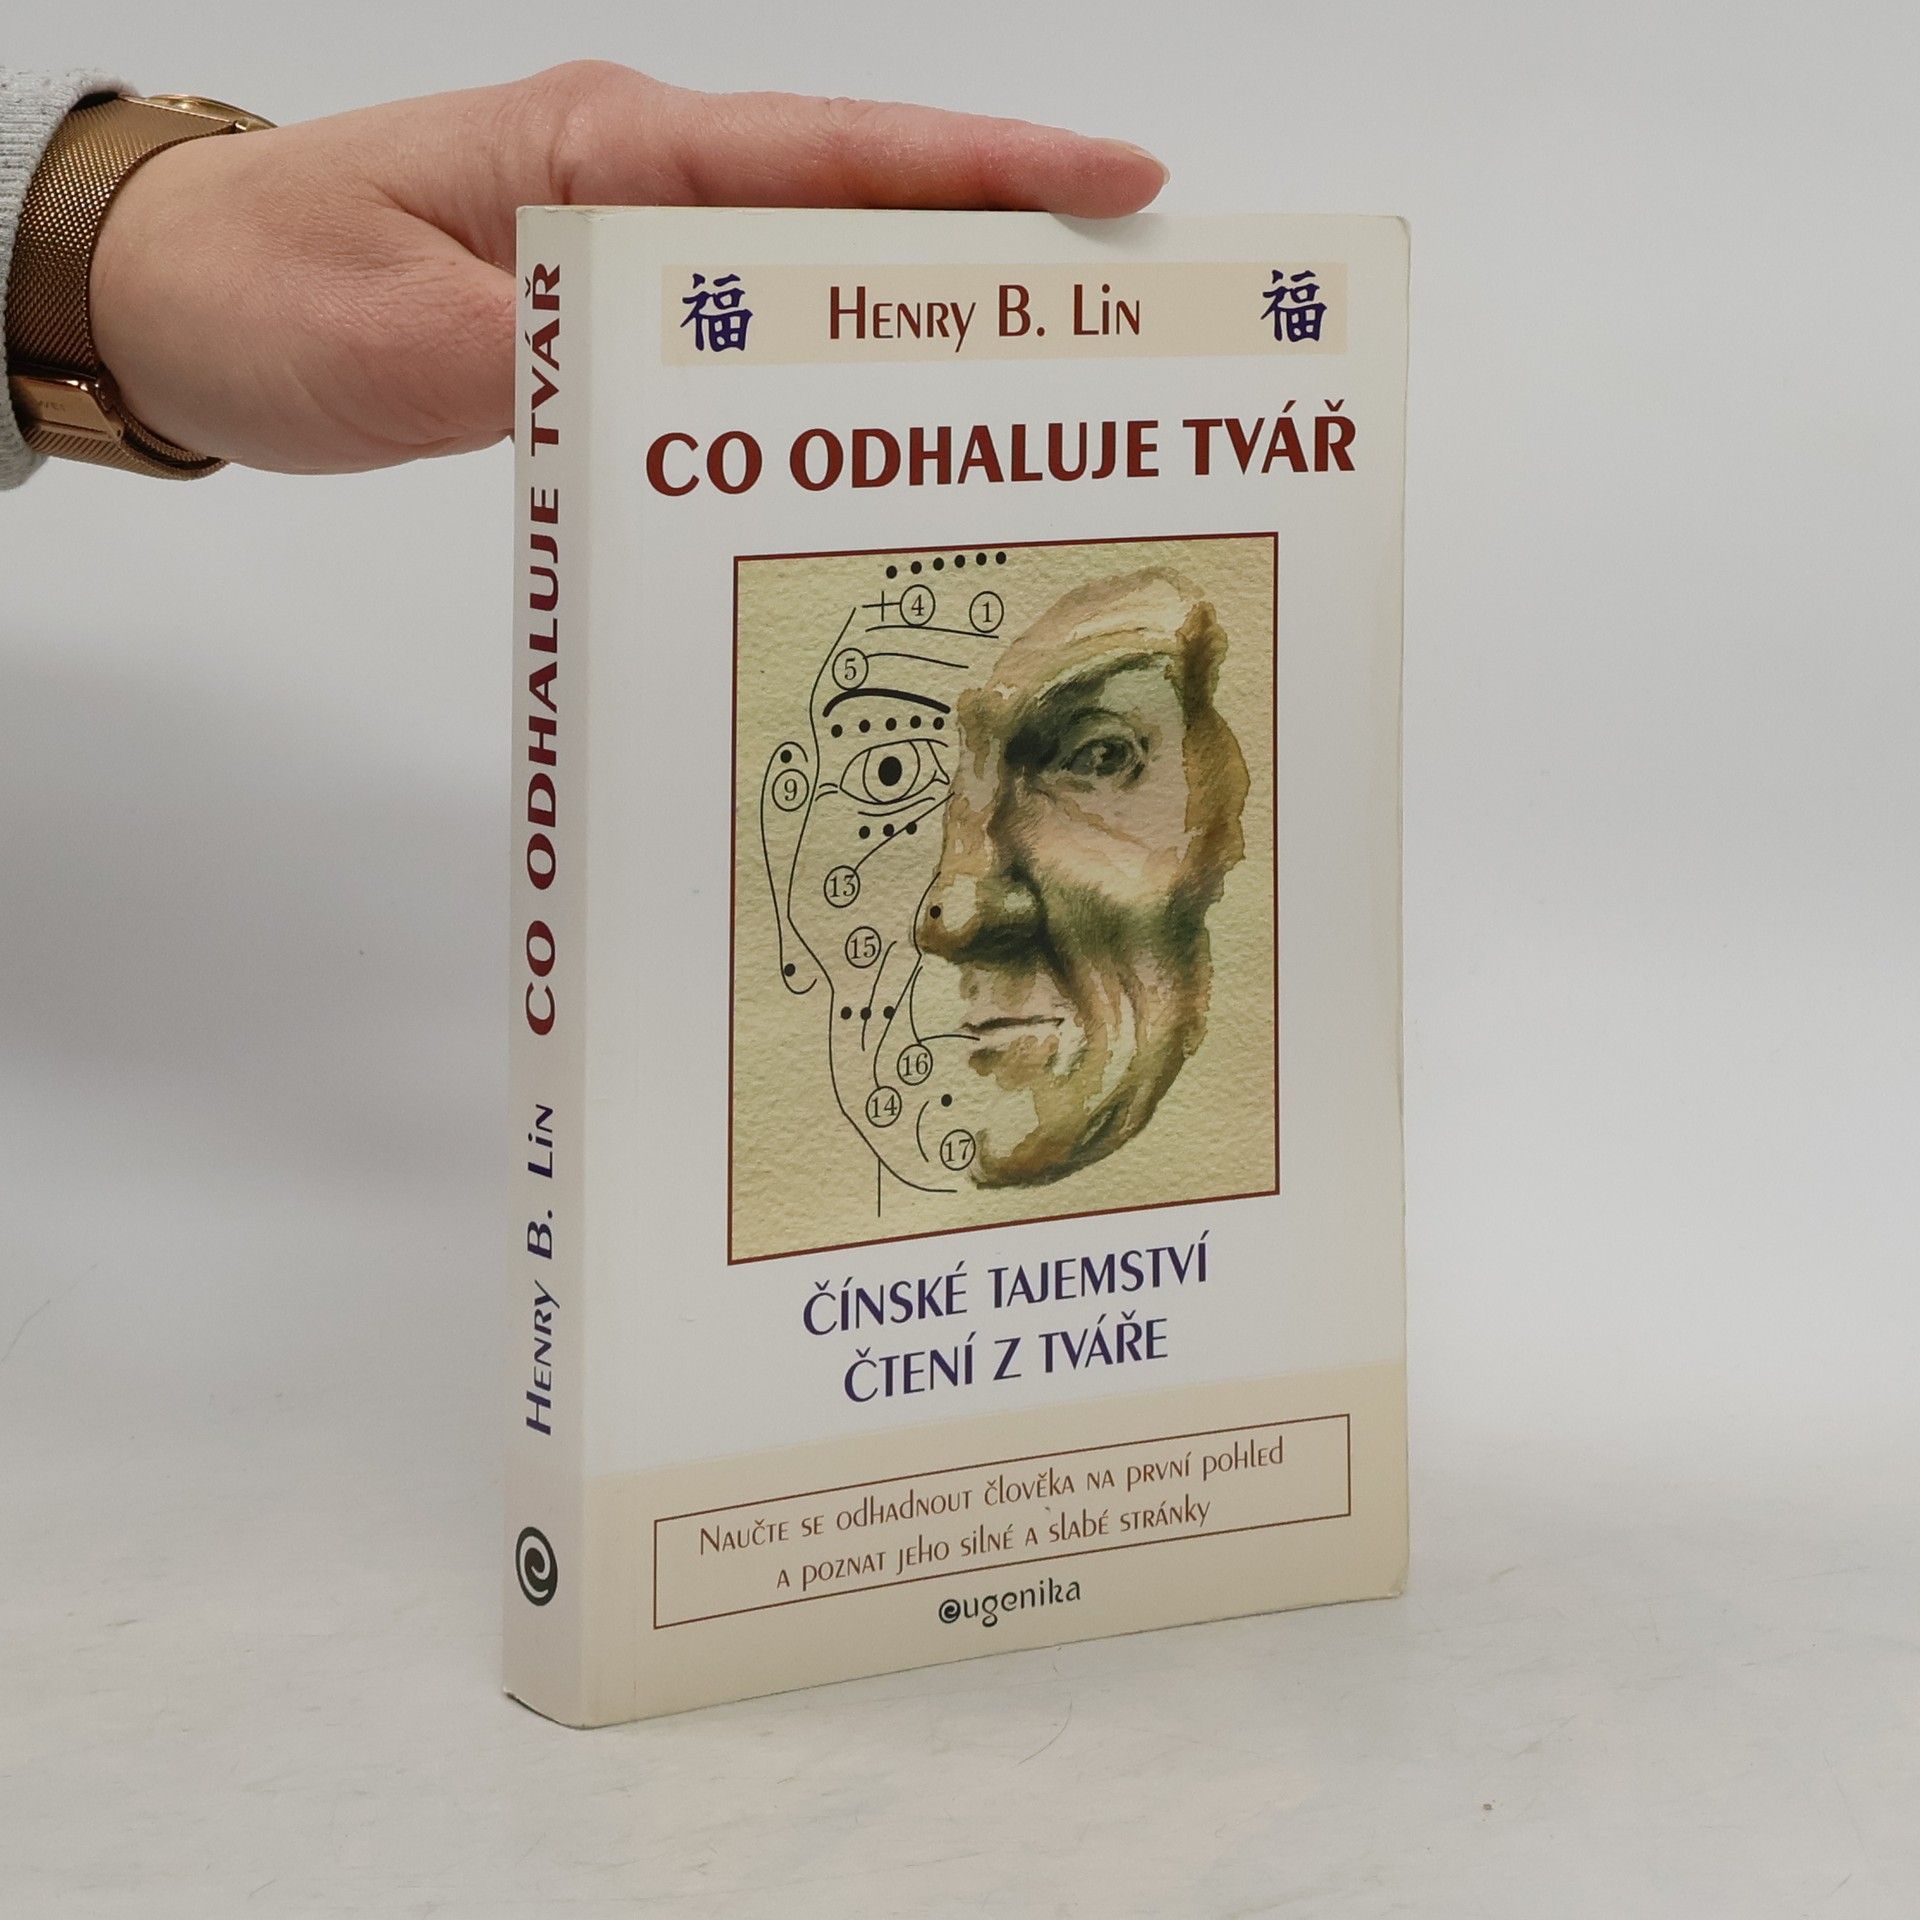 福 Henry B. Lin 福
CO ODHALUJE TVÁŘ
4 1
5
9
13
15
16
14
17
ČÍNSKÉ TAJEMSTVÍ
ČTENÍ Z TVÁŘE
Naučte se odhadnout člověka na první pohled
a poznat jeho silné a slabé stránky
eugenika
Henry B. Lin CO ODHALUJE TVÁŘ